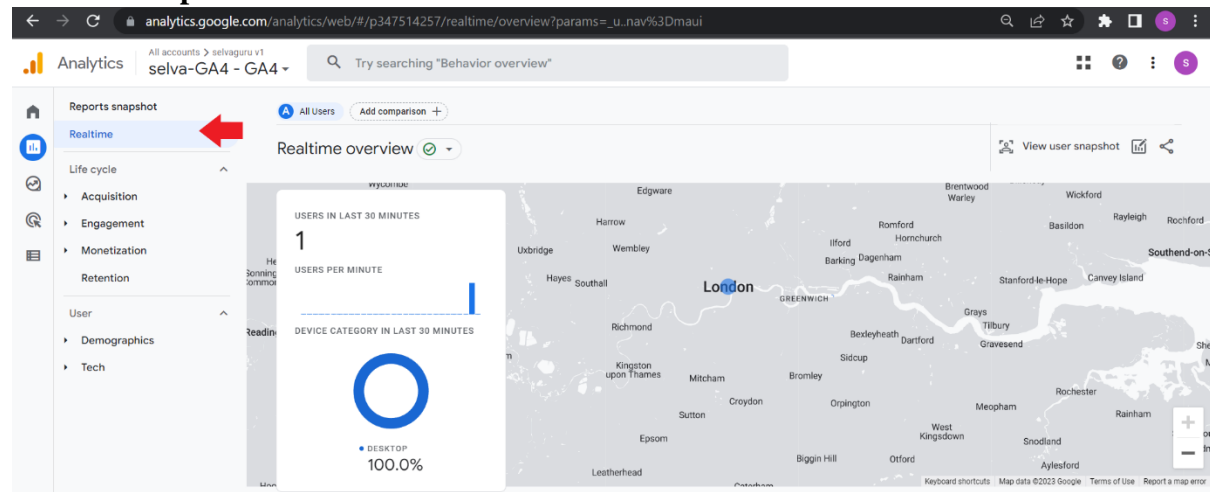 analytics.google.com/analytics/web/#/p347514257/realtime/overview?params=_u..nav%3Dmaui
S
Analytics
All accounts > selvaguru v1
selva-GA4 - GA4
Try searching "Behavior overview"
S
Reports snapshot
Realtime
Life cycle
Acquisition
Engagement
Monetization
Retention
User
Demographics
Tech
A All Users
Add comparison +
Realtime overview
View user snapshot
USERS IN LAST 30 MINUTES
1
USERS PER MINUTE
DEVICE CATEGORY IN LAST 30 MINUTES
DESKTOP
100.0%
Wycombe
Edgware
Brentwood
Warley
Wickford
Harrow
Romford
Hornchurch
Basildon
Rayleigh
Rochford
Uxbridge
Wembley
Ilford
Barking
Dagenham
Southend-on-S
Hayes
Southall
London
GREENWICH
Rainham
Stanford-le-Hope
Canvey Island
Grays
Tilbury
Richmond
Bexleyheath
Dartford
Gravesend
Sidcup
Kingston
upon Thames
Mitcham
Bromley
Rochester
Croydon
Orpington
Meopham
Rainham
Sutton
West
Kingsdown
Snodland
Epsom
Biggin Hill
Otford
Aylesford
Leatherhead
Caterham
Readin
Keyboard shortcuts
Map data ©2023 Google
Terms of Use
Report a map error